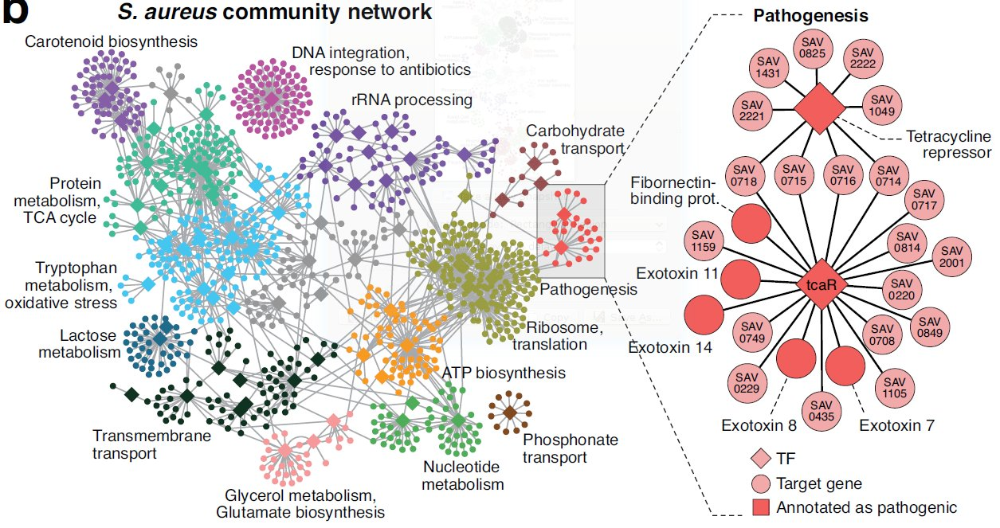 b
S. aureus community network
Carotenoid biosynthesis
DNA integration,
response to antibiotics
rRNA processing
Carbohydrate
transport
Protein
metabolism,
TCA cycle
Tryptophan
metabolism,
oxidative stress
Lactose
metabolism
Pathogenesis
Ribosome,
translation
ATP biosynthesis
Transmembrane
transport
Phosphonate
transport
Nucleotide
metabolism
Glycerol metabolism,
Glutamate biosynthesis
Copy
Save As...
Pathogenesis
SAV
0825
SAV
1431
SAV
2222
SAV
2221
SAV
1049
Tetracycline
repressor
SAV
0718
SAV
0715
SAV
0716
SAV
0714
Fibornectin-
binding prot.
SAV
0717
SAV
1159
SAV
0814
SAV
2001
Exotoxin 11
tcaR
SAV
0220
Exotoxin 14
SAV
0849
SAV
0749
SAV
0708
SAV
0229
SAV
1105
SAV
0435
Exotoxin 8
Exotoxin 7
TF
Target gene
Annotated as pathogenic